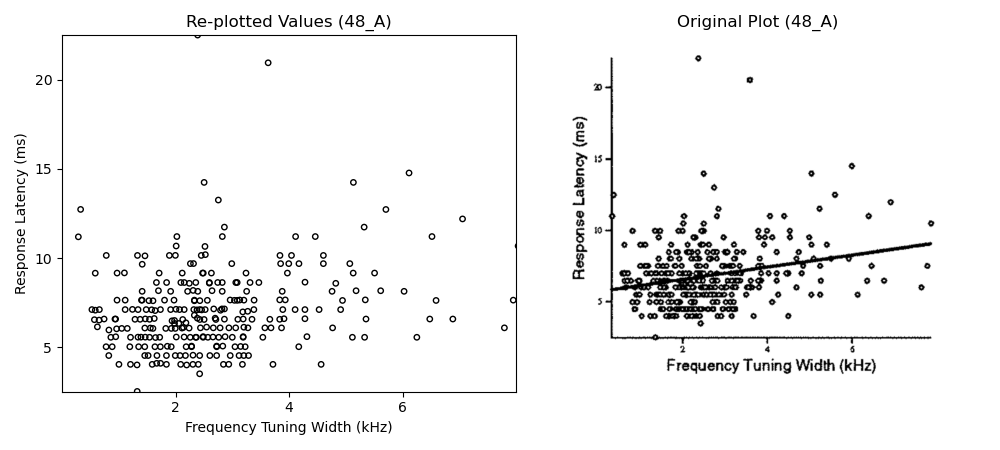 Re-plotted Values (48_A)
Original Plot (48_A)
20
15
10
5
2
4
6
Response Latency (ms)
Frequency Tuning Width (kHz)
20
15
10
5
2
4
6
Response Latency (ms)
Frequency Tuning Width (kHz)